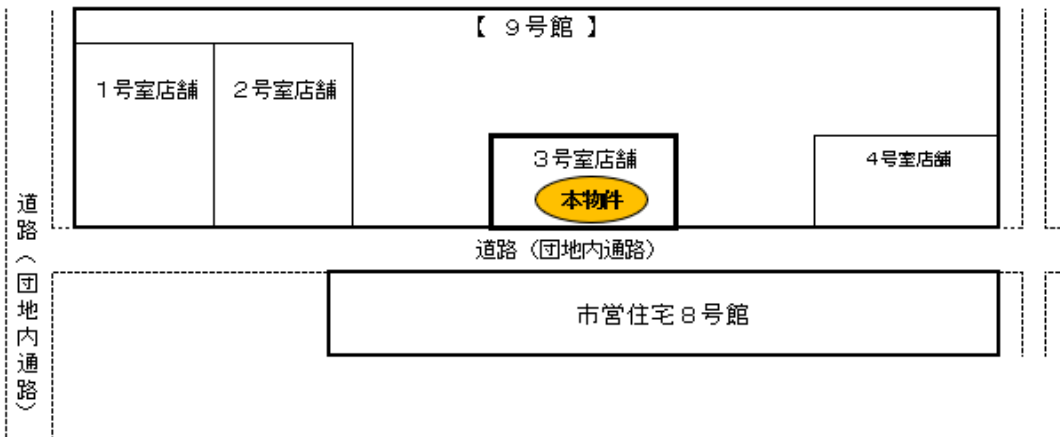 【 ９号館 】
１号室店舗
２号室店舗
３号室店舗
４号室店舗
本物件
道路（団地内通路）
道路（団地内通路）
市営住宅８号館